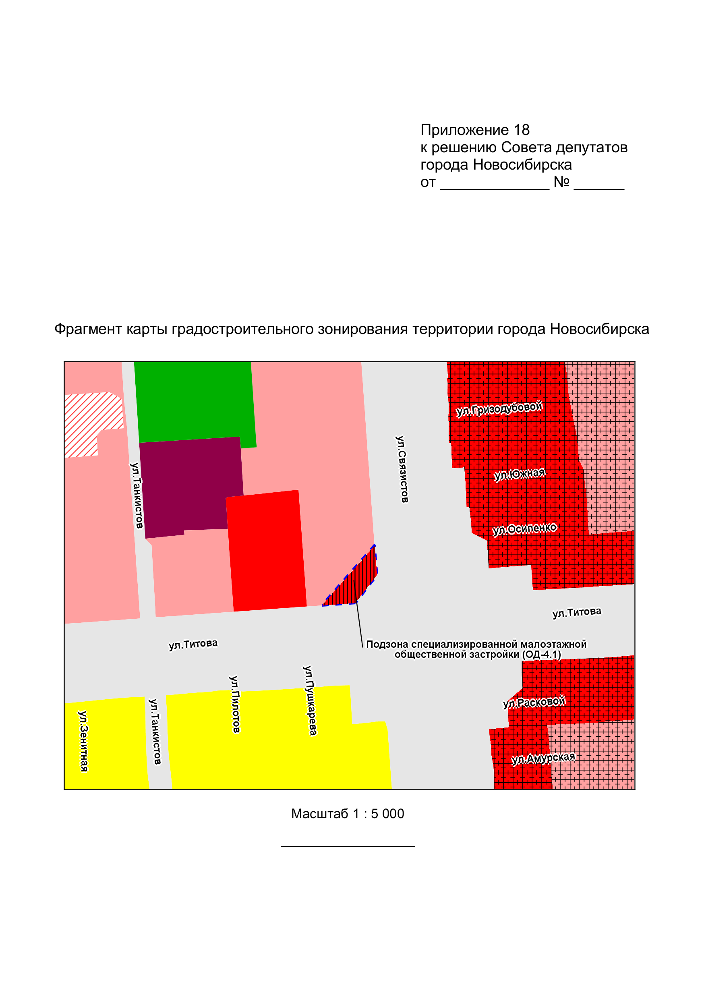 Приложение 18
к решению Совета депутатов
города Новосибирска
от _____________ № ______
Фрагмент карты градостроительного зонирования территории города Новосибирска
ул.Гризодубовой
ул.Связистов
ул.Танкистов
ул.Южная
ул.Осипенко
ул.Титова
ул.Титова
Подзона специализированной малоэтажной
общественной застройки (ОД-4.1)
ул.Пилотов
ул.Пушкарева
ул.Расковой
ул.Зенитная
ул.Танкистов
ул.Амурская
Масштаб 1 : 5 000